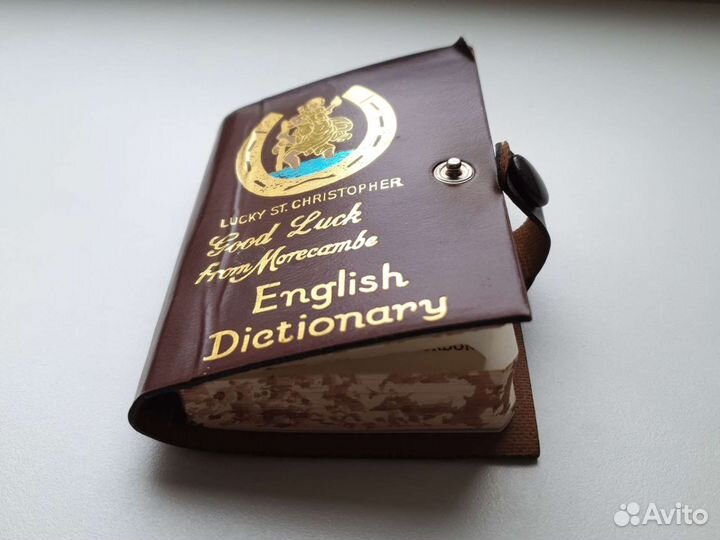 LUCKY ST. CHRISTOPHER
Good Luck
from Morecambe
English
Dictionary
Avito